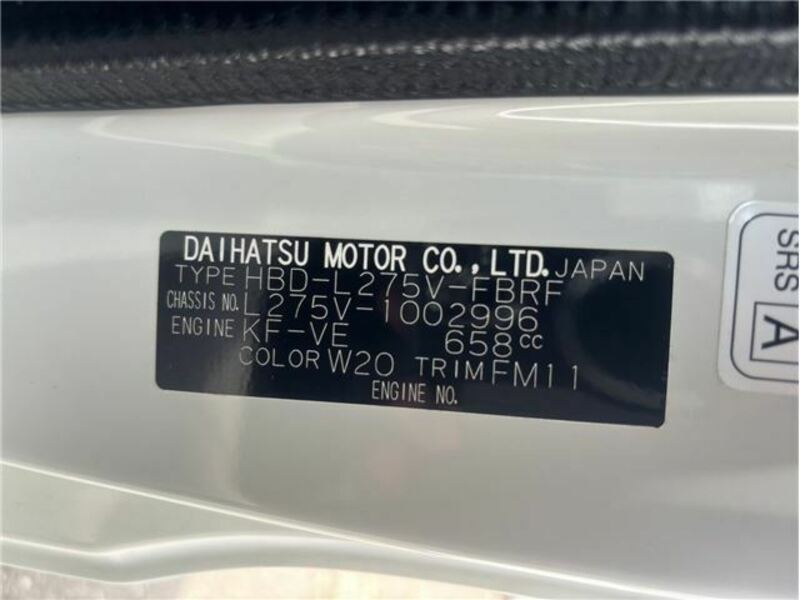 DAIHATSU MOTOR CO., LTD. JAPAN
TYPE HBD-L275V-FBRF
CHASSIS NO. L275V-1002996
ENGINE KF-VE 658cc
COLOR W20 TRIM FM11
ENGINE NO.
SRS
A